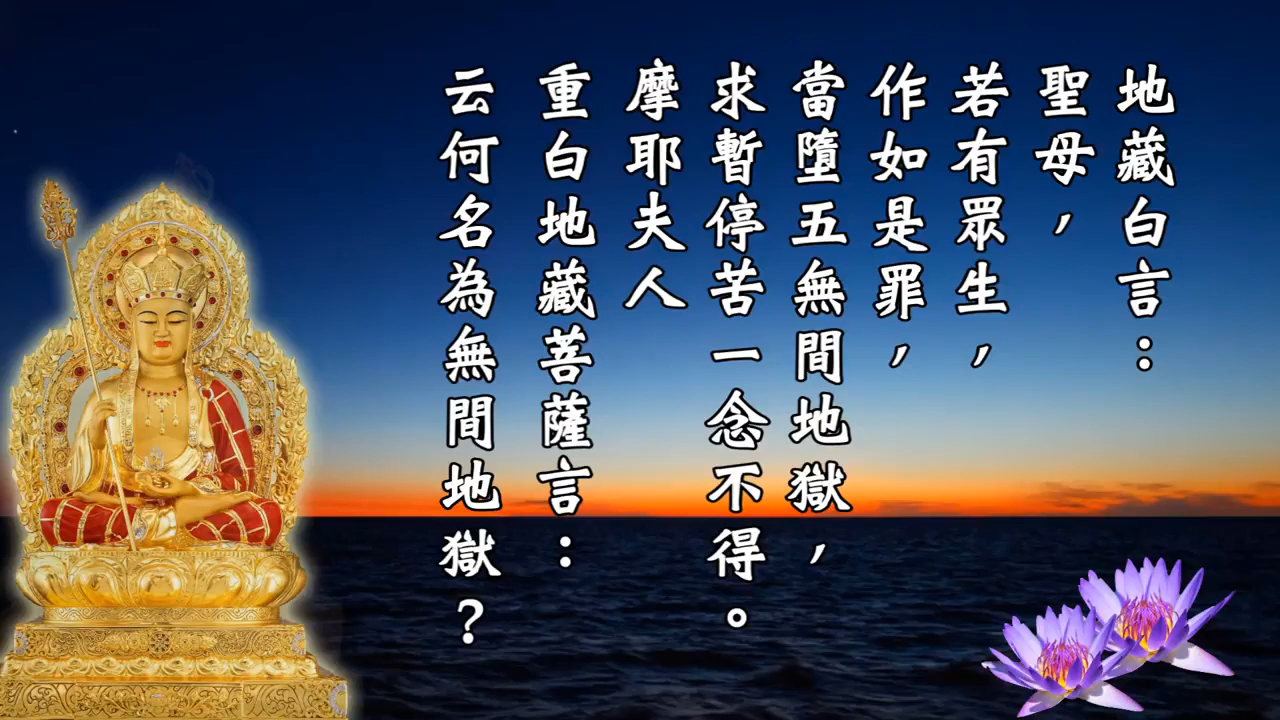 地藏白言：
聖母，
若有眾生，
作如是罪，
當墮五無間地獄，
求暫停苦一念不得。
摩耶夫人
重白地藏菩薩言：
云何名為無間地獄？